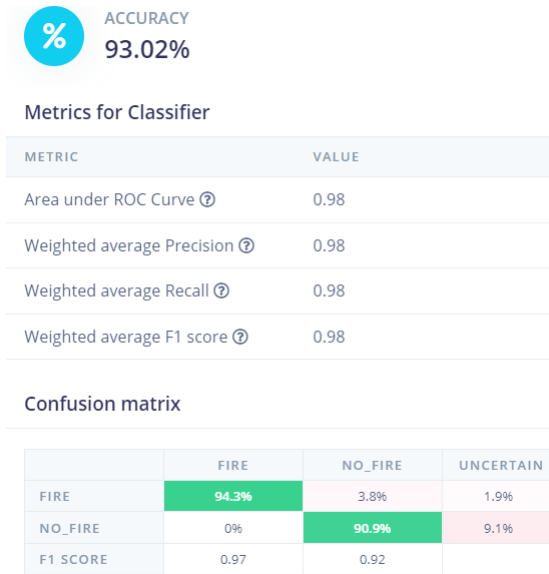 %
ACCURACY
93.02%
Metrics for Classifier
METRIC VALUE
Area under ROC Curve ? 0.98
Weighted average Precision ? 0.98
Weighted average Recall ? 0.98
Weighted average F1 score ? 0.98
Confusion matrix
FIRE NO_FIRE UNCERTAIN
FIRE 94.3% 3.8% 1.9%
NO_FIRE 0% 90.9% 9.1%
F1 SCORE 0.97 0.92